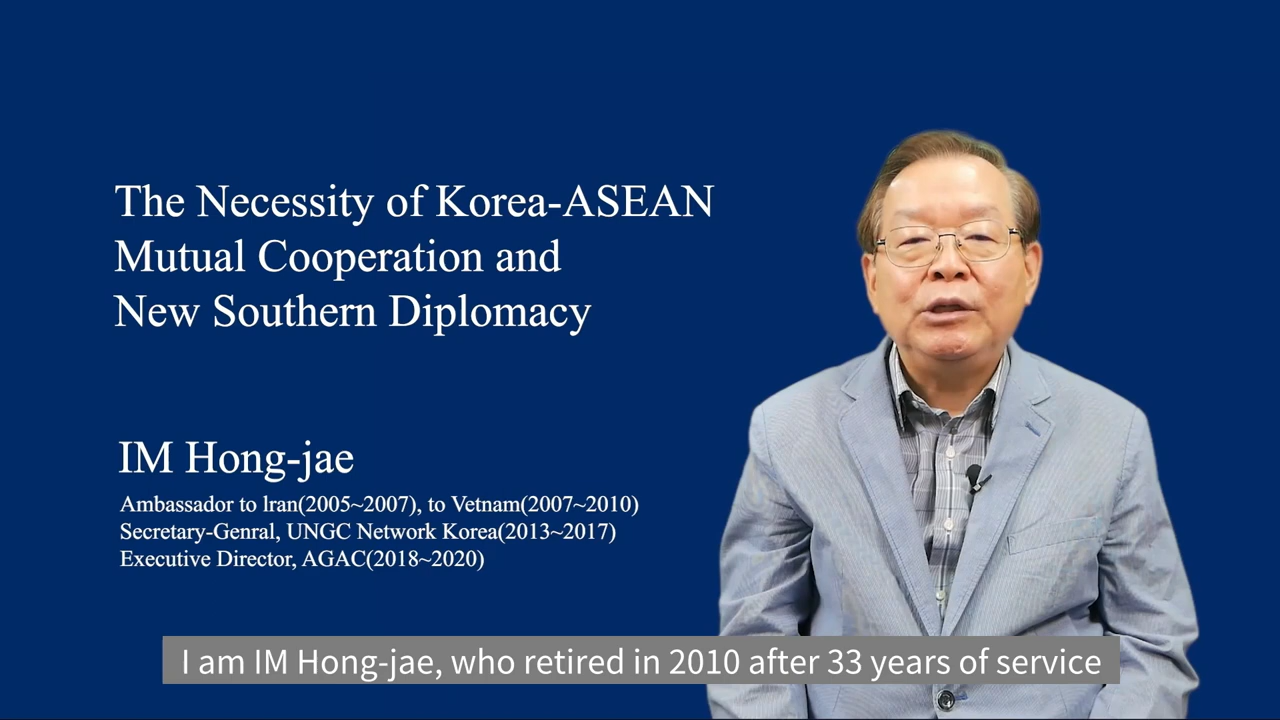 The Necessity of Korea-ASEAN
Mutual Cooperation and
New Southern Diplomacy
IM Hong-jae
Ambassador to Iran(2005~2007), to Vetnam(2007~2010)
Secretary-Genral, UNGC Network Korea(2013~2017)
Executive Director, AGAC(2018~2020)
I am IM Hong-jae, who retired in 2010 after 33 years of service